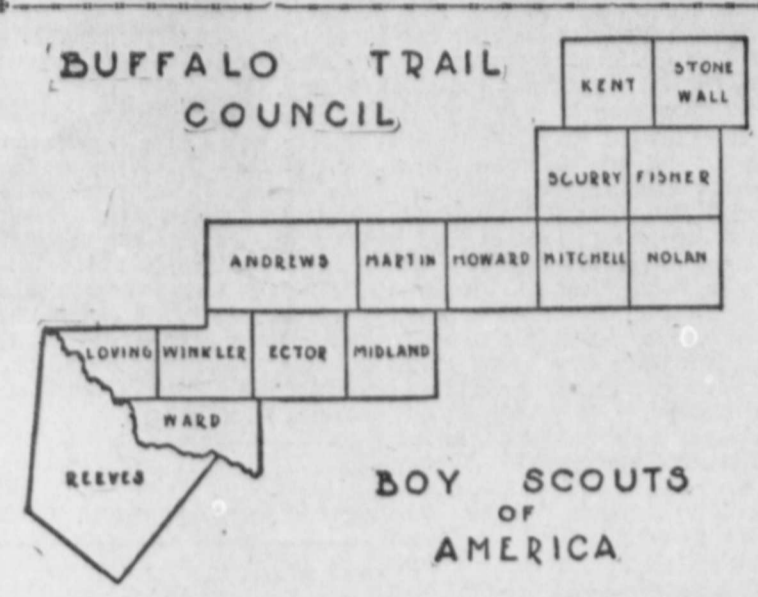 BUFFALO TRAIL
COUNCIL
KENT
STONE
WALL
SCURRY
FISHER
ANDREWS
MARTIN
HOWARD
MITCHELL
NOLAN
LOVING
WINKLER
ECTOR
MIDLAND
WARD
REEVES
BOY SCOUTS
OF
AMERICA